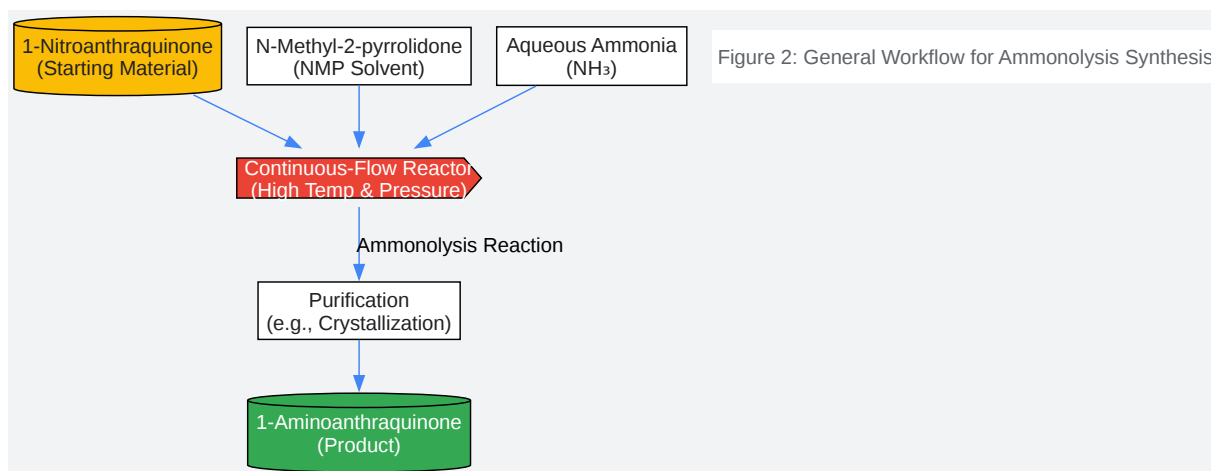 1-Nitroanthraquinone
(Starting Material)
N-Methyl-2-pyrrolidone
(NMP Solvent)
Aqueous Ammonia
(NH₃)
Figure 2: General Workflow for Ammonolysis Synthesis
Continuous-Flow Reactor
(High Temp & Pressure)
Ammonolysis Reaction
Purification
(e.g., Crystallization)
1-Aminoanthraquinone
(Product)